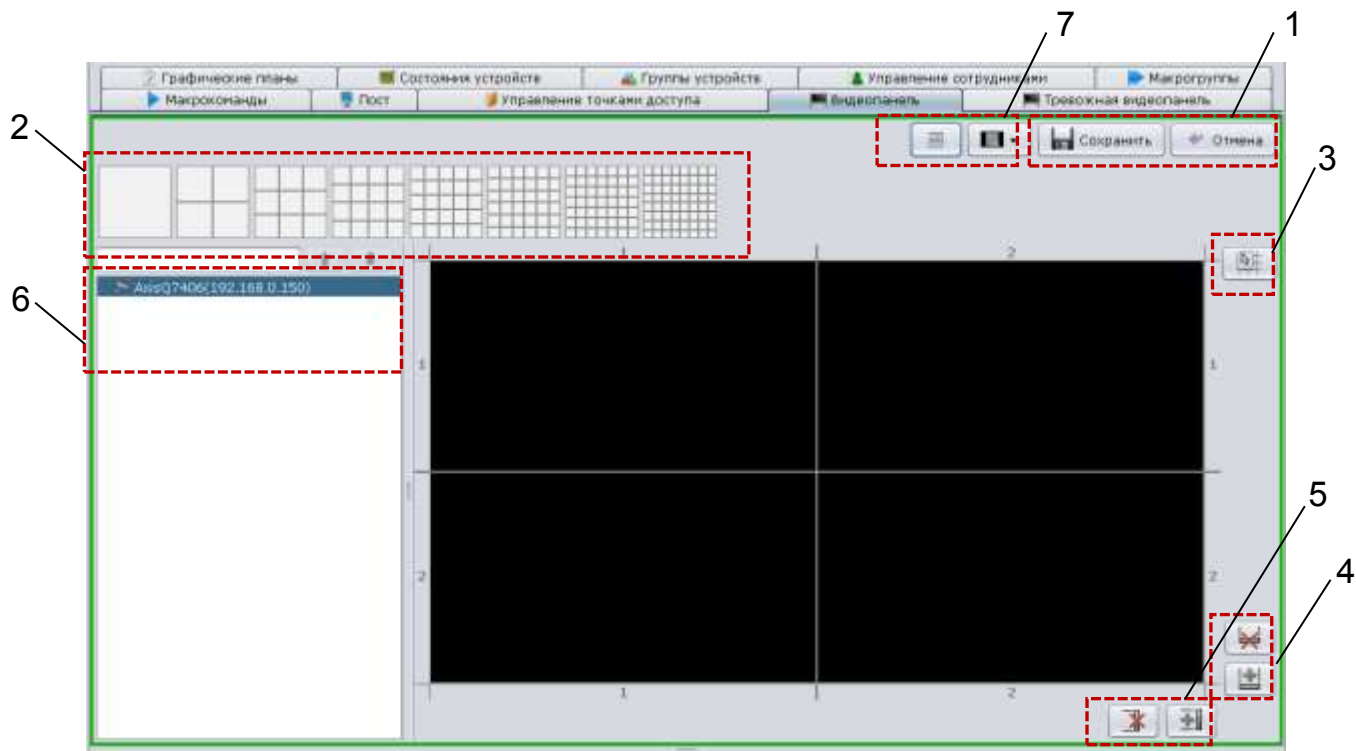 7 1
Графические планы Состояния устройств Группы устройств Управление сотрудниками Макрогруппы
Макрокоманды Пост Управление точками доступа Видеопанель Тревожная видеопанель
2
Сохранить Отмена
3
1 2
6
AxisQ7406(192.168.0.150)
1 1
5
2 2
4
1 2